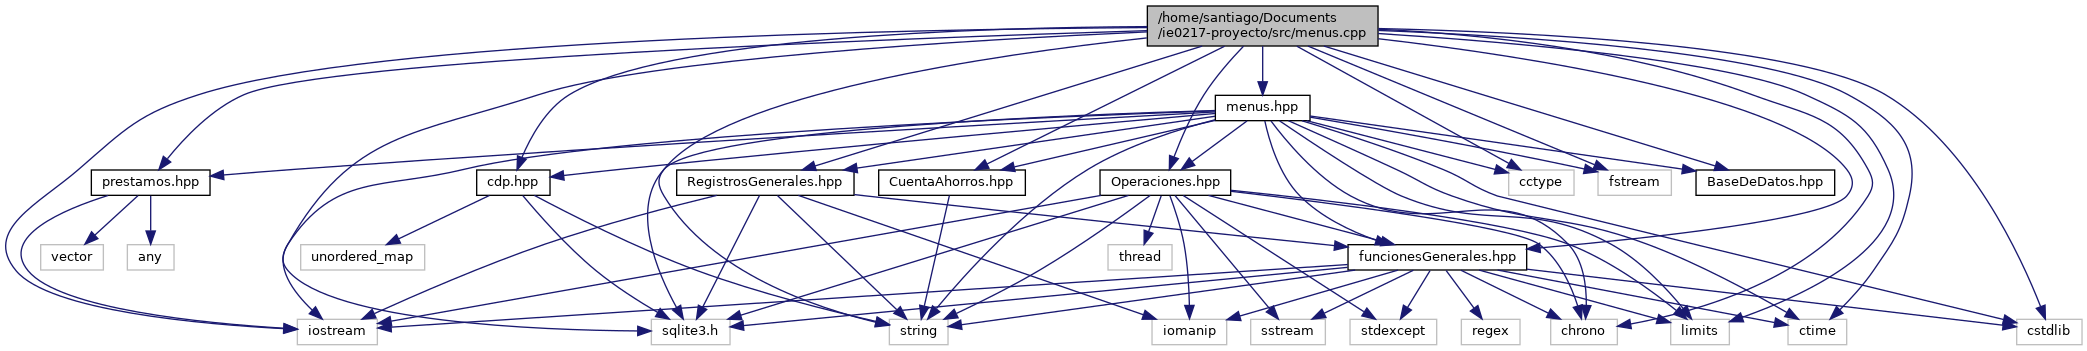 /home/santiago/Documents
/ie0217-proyecto/src/menus.cpp
menus.hpp
prestamos.hpp
cdp.hpp
RegistrosGenerales.hpp
CuentaAhorros.hpp
Operaciones.hpp
cctype
fstream
BaseDeDatos.hpp
vector
any
unordered_map
thread
funcionesGenerales.hpp
iostream
sqlite3.h
string
iomanip
sstream
stdexcept
regex
chrono
limits
ctime
cstdlib